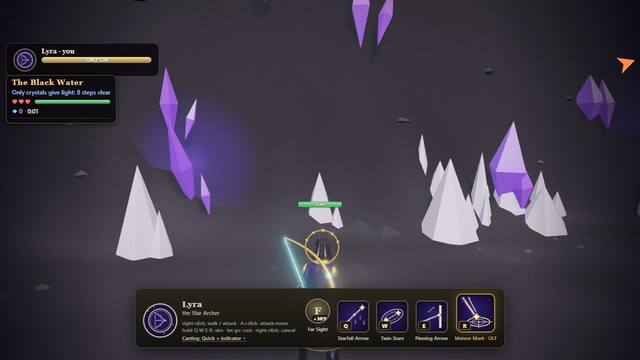 Lyra - you
The Black Water
Only crystals give light: 8 steps clear
0 0:01
Lyra
the Star Archer
right-click: walk / attack · A+click: attack-move
hold Q W E R: aim · let go: cast · right-click: cancel
Casting: Quick + indicator
F
Far Sight
Q
Starfall Arrow
W
Twin Stars
E
Pinning Arrow
R
Meteor Mark · ULT